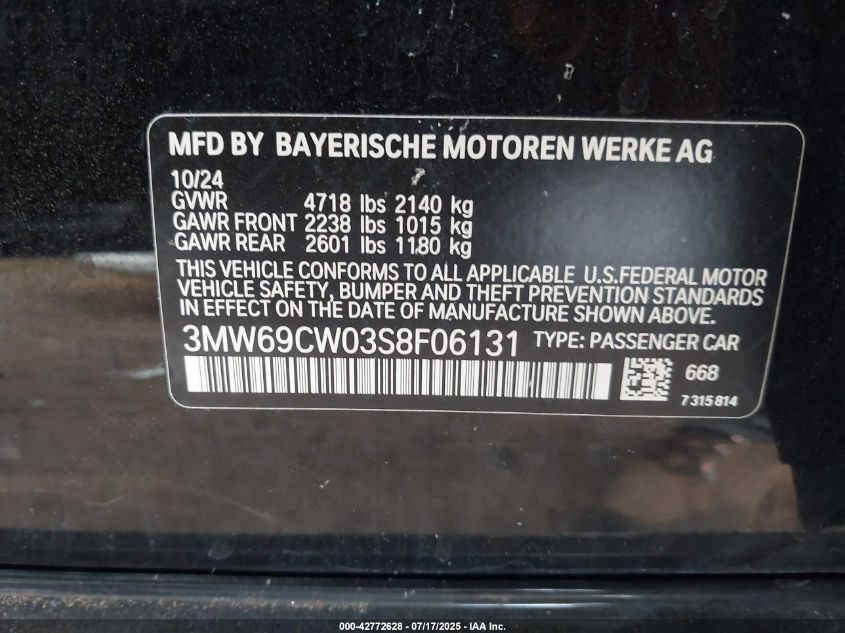 MFD BY BAYERISCHE MOTOREN WERKE AG
10/24
GVWR 4718 lbs 2140 kg
GAWR FRONT 2238 lbs 1015 kg
GAWR REAR 2601 lbs 1180 kg
THIS VEHICLE CONFORMS TO ALL APPLICABLE U.S.FEDERAL MOTOR
VEHICLE SAFETY, BUMPER AND THEFT PREVENTION STANDARDS
IN EFFECT ON THE DATE OF MANUFACTURE SHOWN ABOVE.
3MW69CW03S8F06131 TYPE: PASSENGER CAR
668
7 315 814
000-42772628 - 07/17/2025 - IAA Inc.